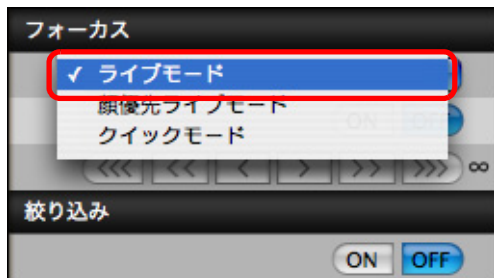 フォーカス
✓ ライブモード
顔優先ライブモード
ON OFF
クイックモード
<<< << < > >> >>> ∞
絞り込み
ON OFF